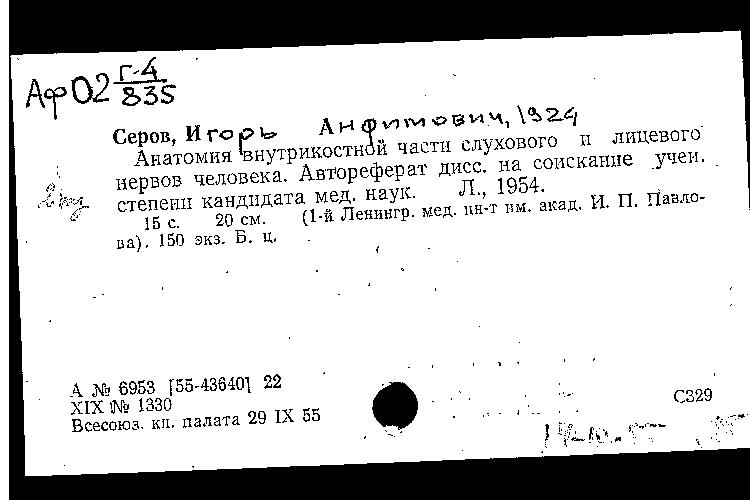 Аф02 Г-4
835
Серов, Игорь Анфимович, 1924
Анатомия внутрикостной части слухового и лицевого
нервов человека. Автореферат дисс. на соискание учен.
степени кандидата мед. наук. Л., 1954.
15 с. 20 см. (1-й Ленингр. мед. ин-т им. акад. И. П. Павло-
ва). 150 экз. Б. ц.
А № 6953 [55-43640] 22
XIX № 1330
Всесоюз. кн. палата 29 IX 55
С329